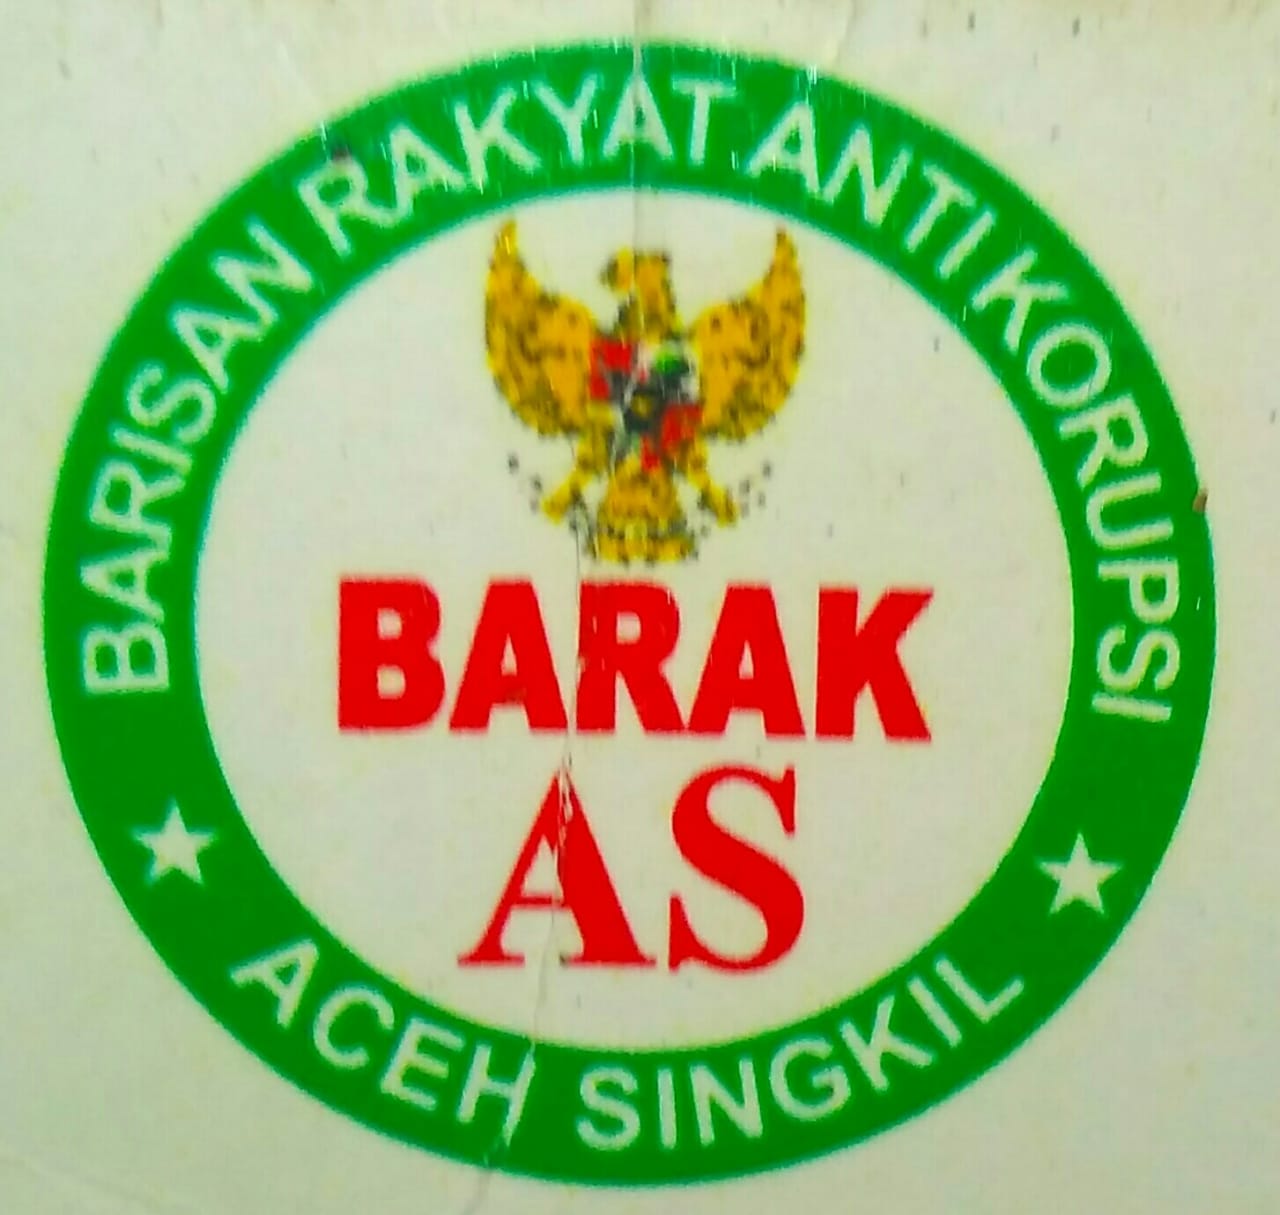 BARISAN RAKYAT ANTI KORUPSI
BARAK
AS
ACEH SINGKIL